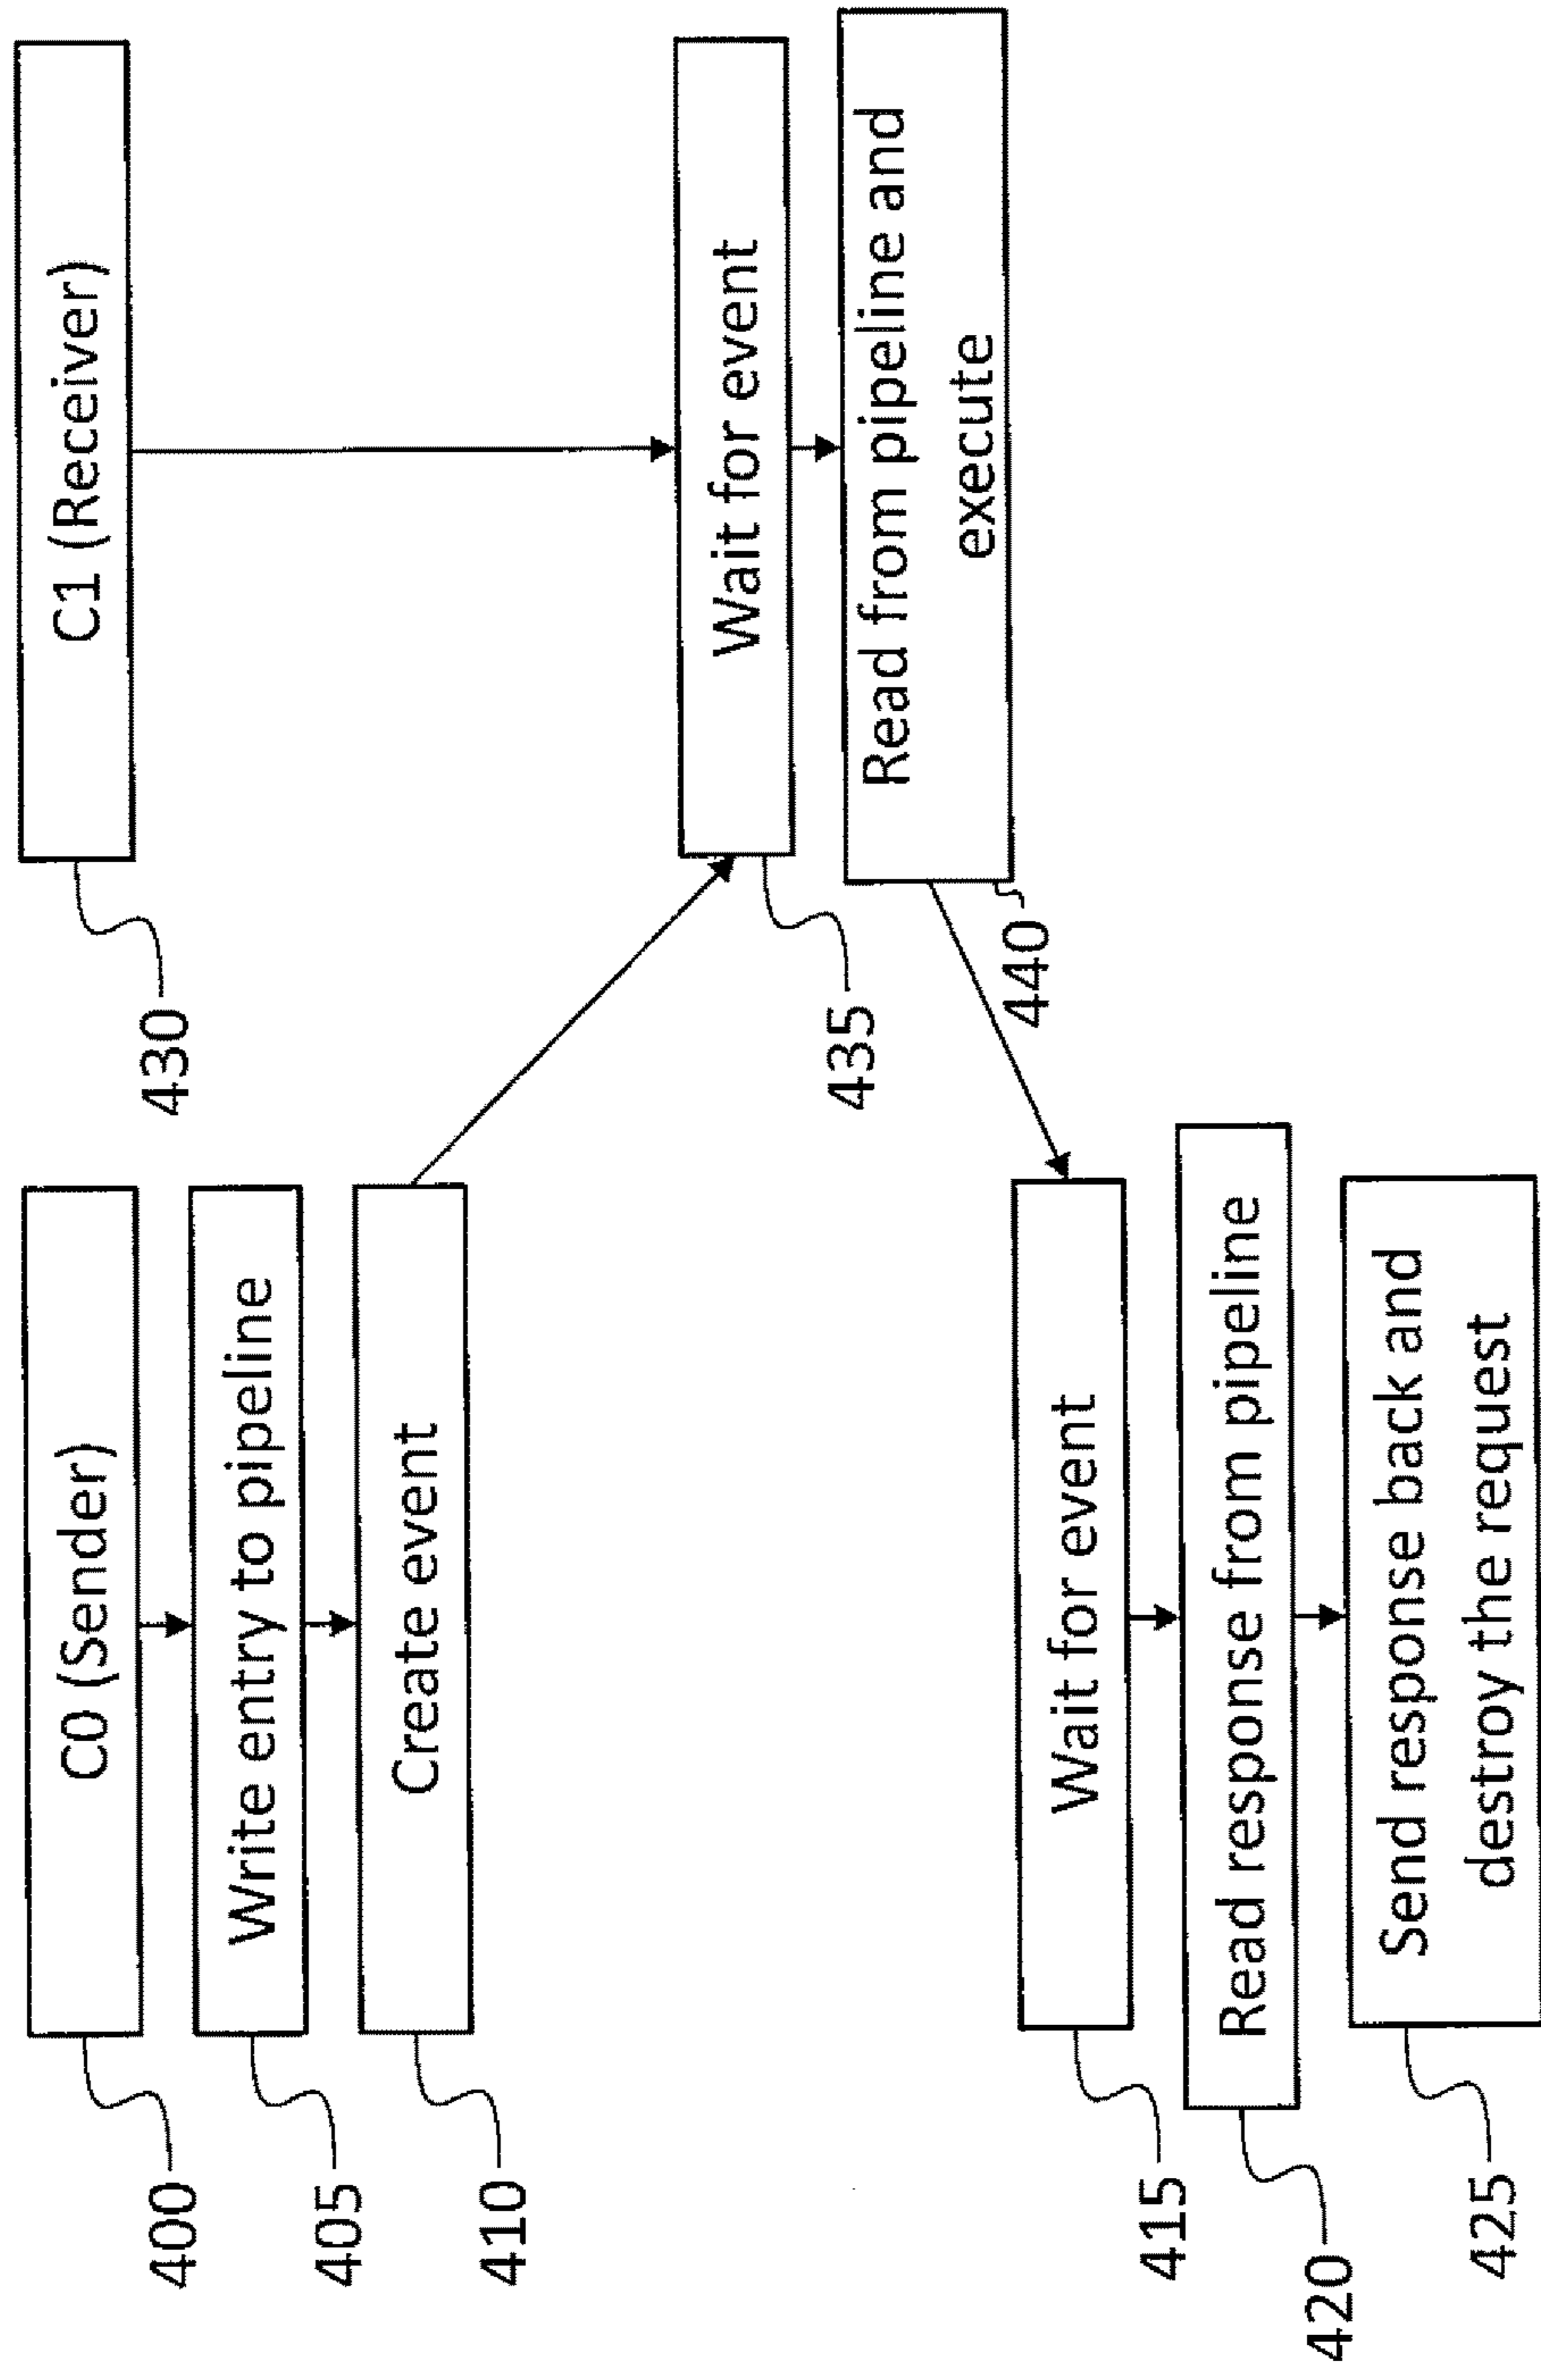 400
C0 (Sender)
405
Write entry to pipeline
410
Create event
430
C1 (Receiver)
435
Wait for event
440
Read from pipeline and
execute
415
Wait for event
420
Read response from pipeline
425
Send response back and
destroy the request